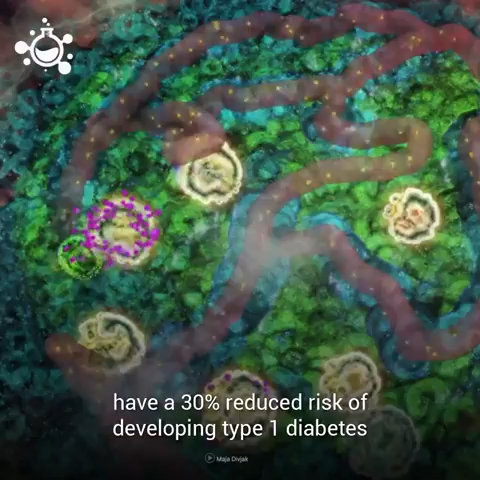 have a 30% reduced risk of
developing type 1 diabetes
Maja Divjak